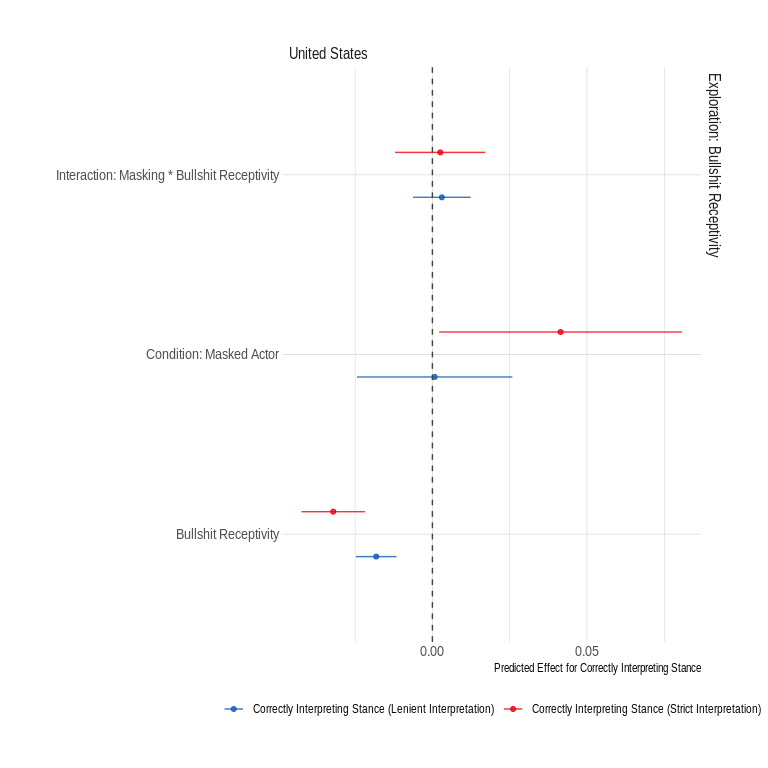 United States
Exploration: Bullshit Receptivity
Interaction: Masking * Bullshit Receptivity
Condition: Masked Actor
Bullshit Receptivity
0.00 0.05
Predicted Effect for Correctly Interpreting Stance
Correctly Interpreting Stance (Lenient Interpretation) Correctly Interpreting Stance (Strict Interpretation)